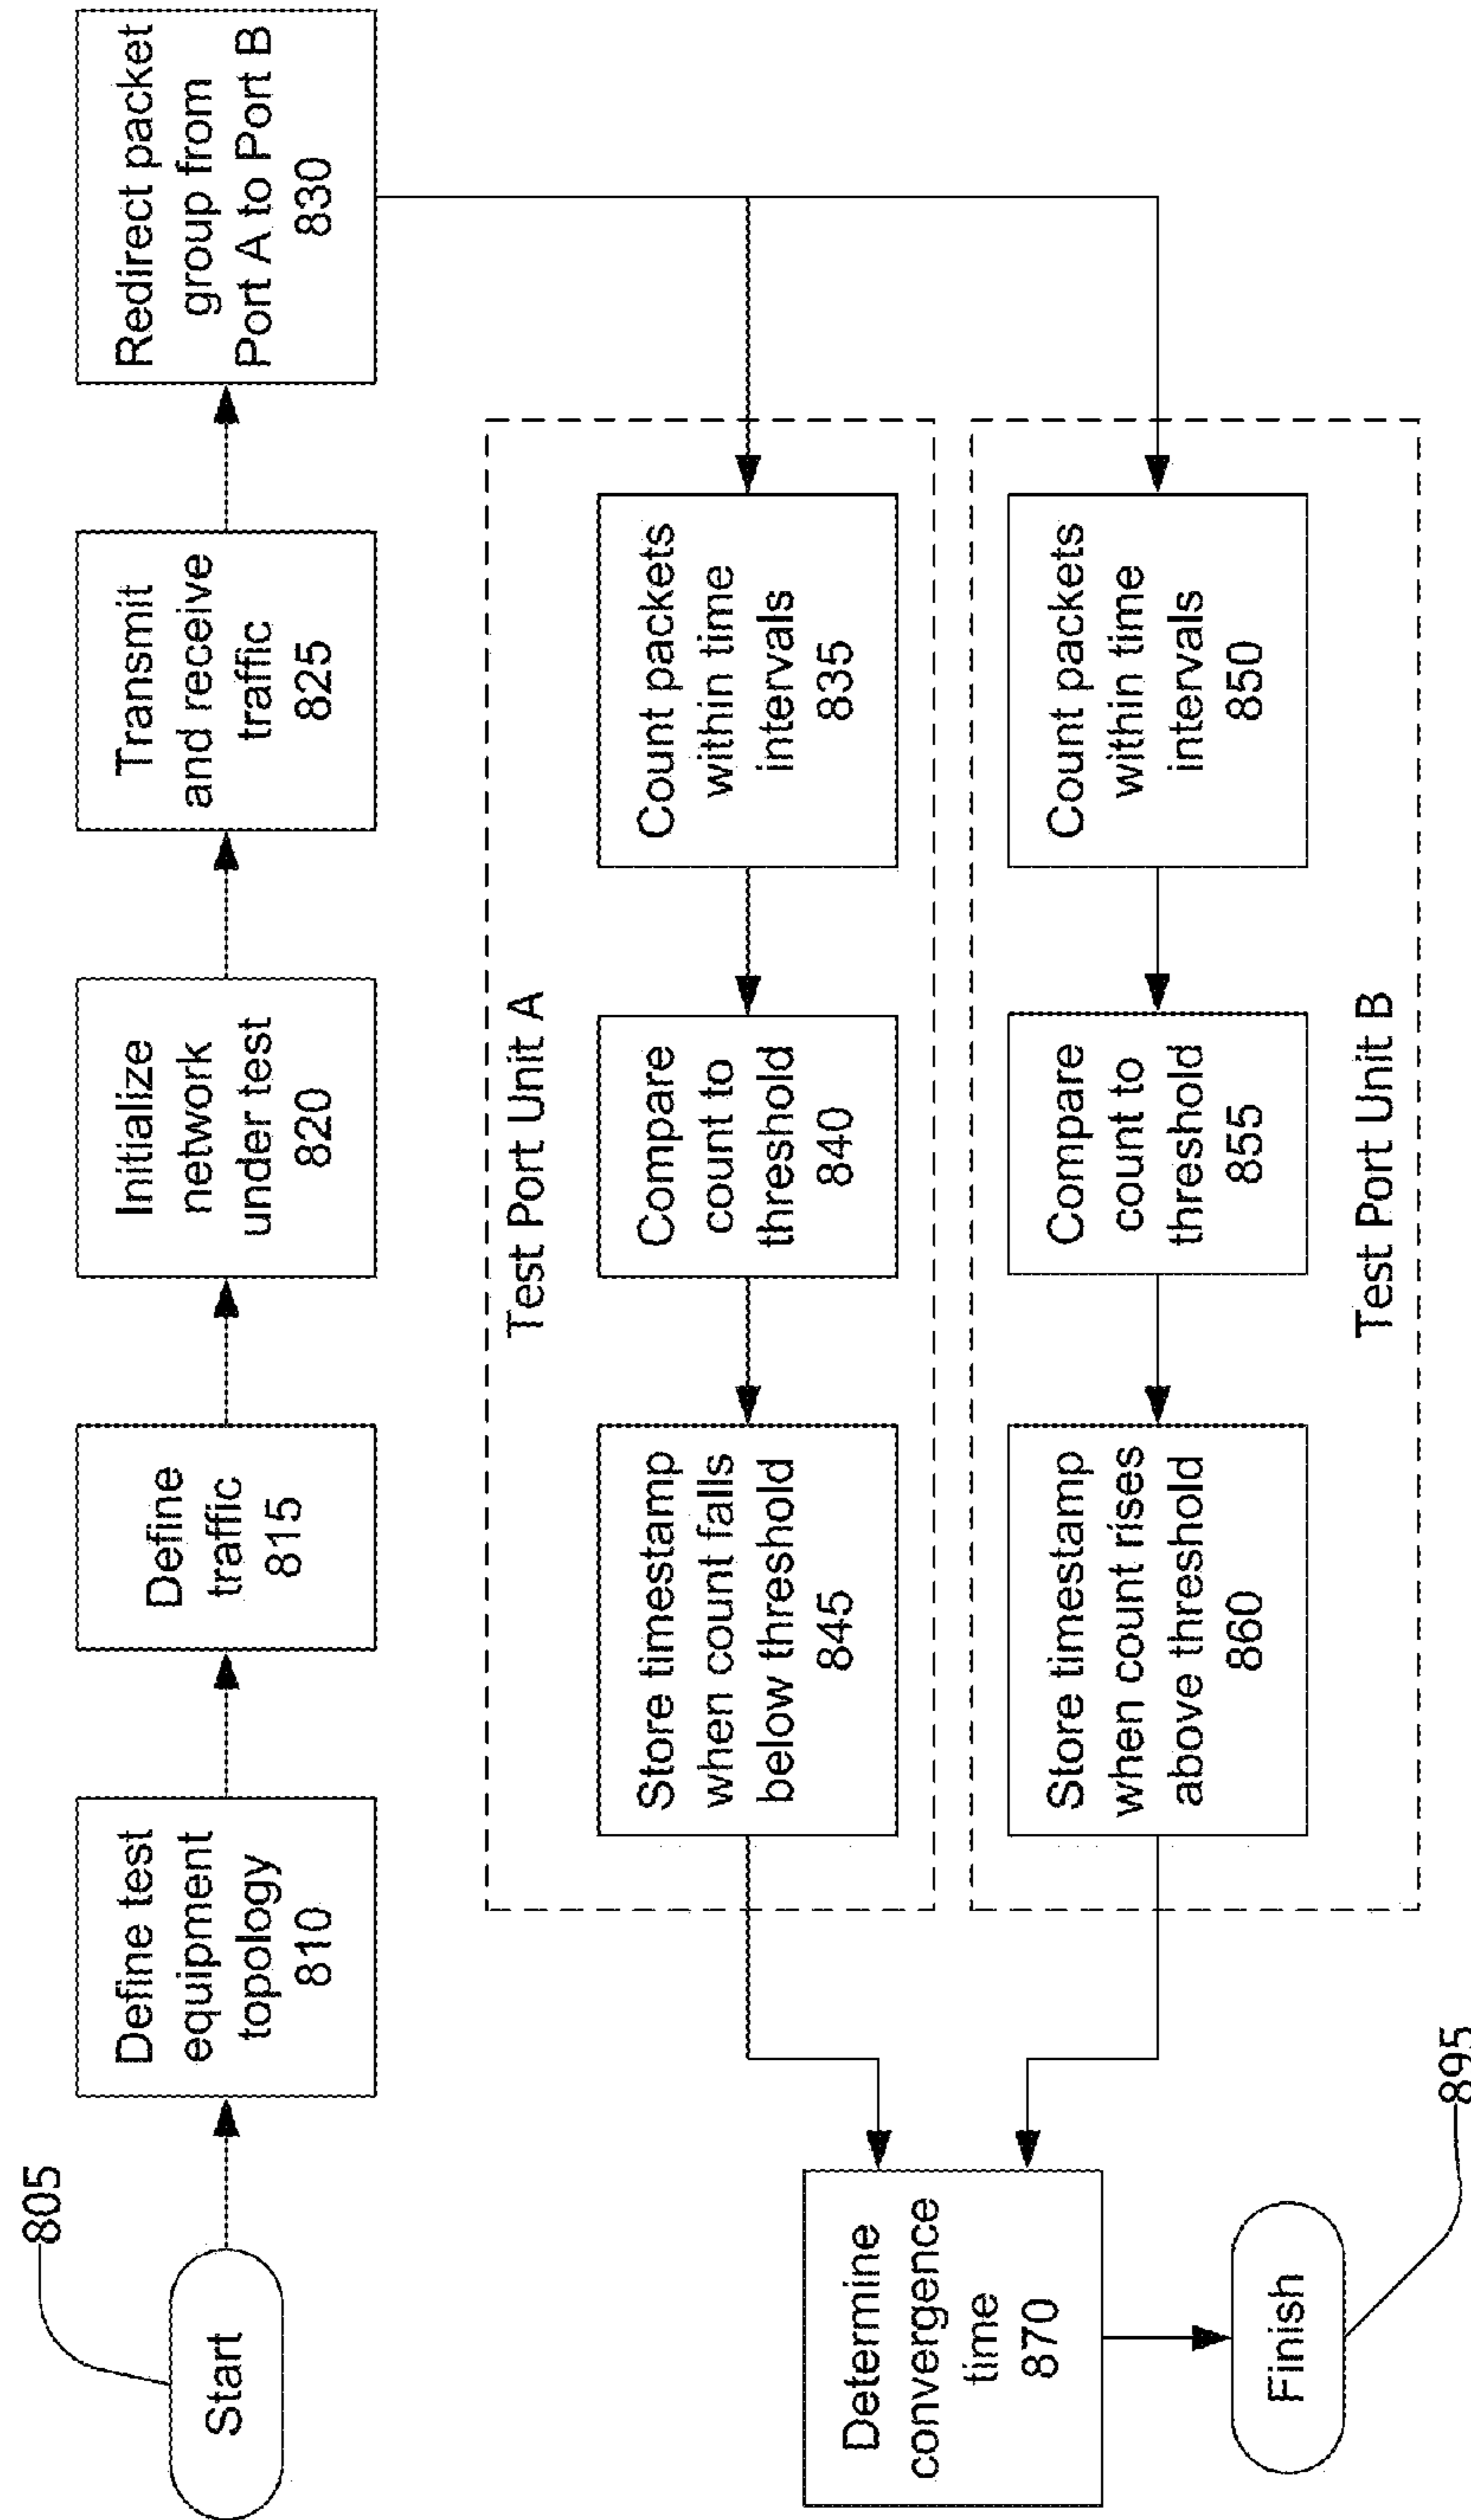 805
Start
Define test
equipment
topology
810
Define
traffic
815
Initialize
network
under test
820
Transmit
and receive
traffic
825
Redirect packet
group from
Port A to Port B
830
Test Port Unit A
Count packets
within time
intervals
835
Compare
count to
threshold
840
Store timestamp
when count falls
below threshold
845
Count packets
within time
intervals
850
Compare
count to
threshold
855
Store timestamp
when count rises
above threshold
860
Test Port Unit B
Determine
convergence
time
870
Finish
895